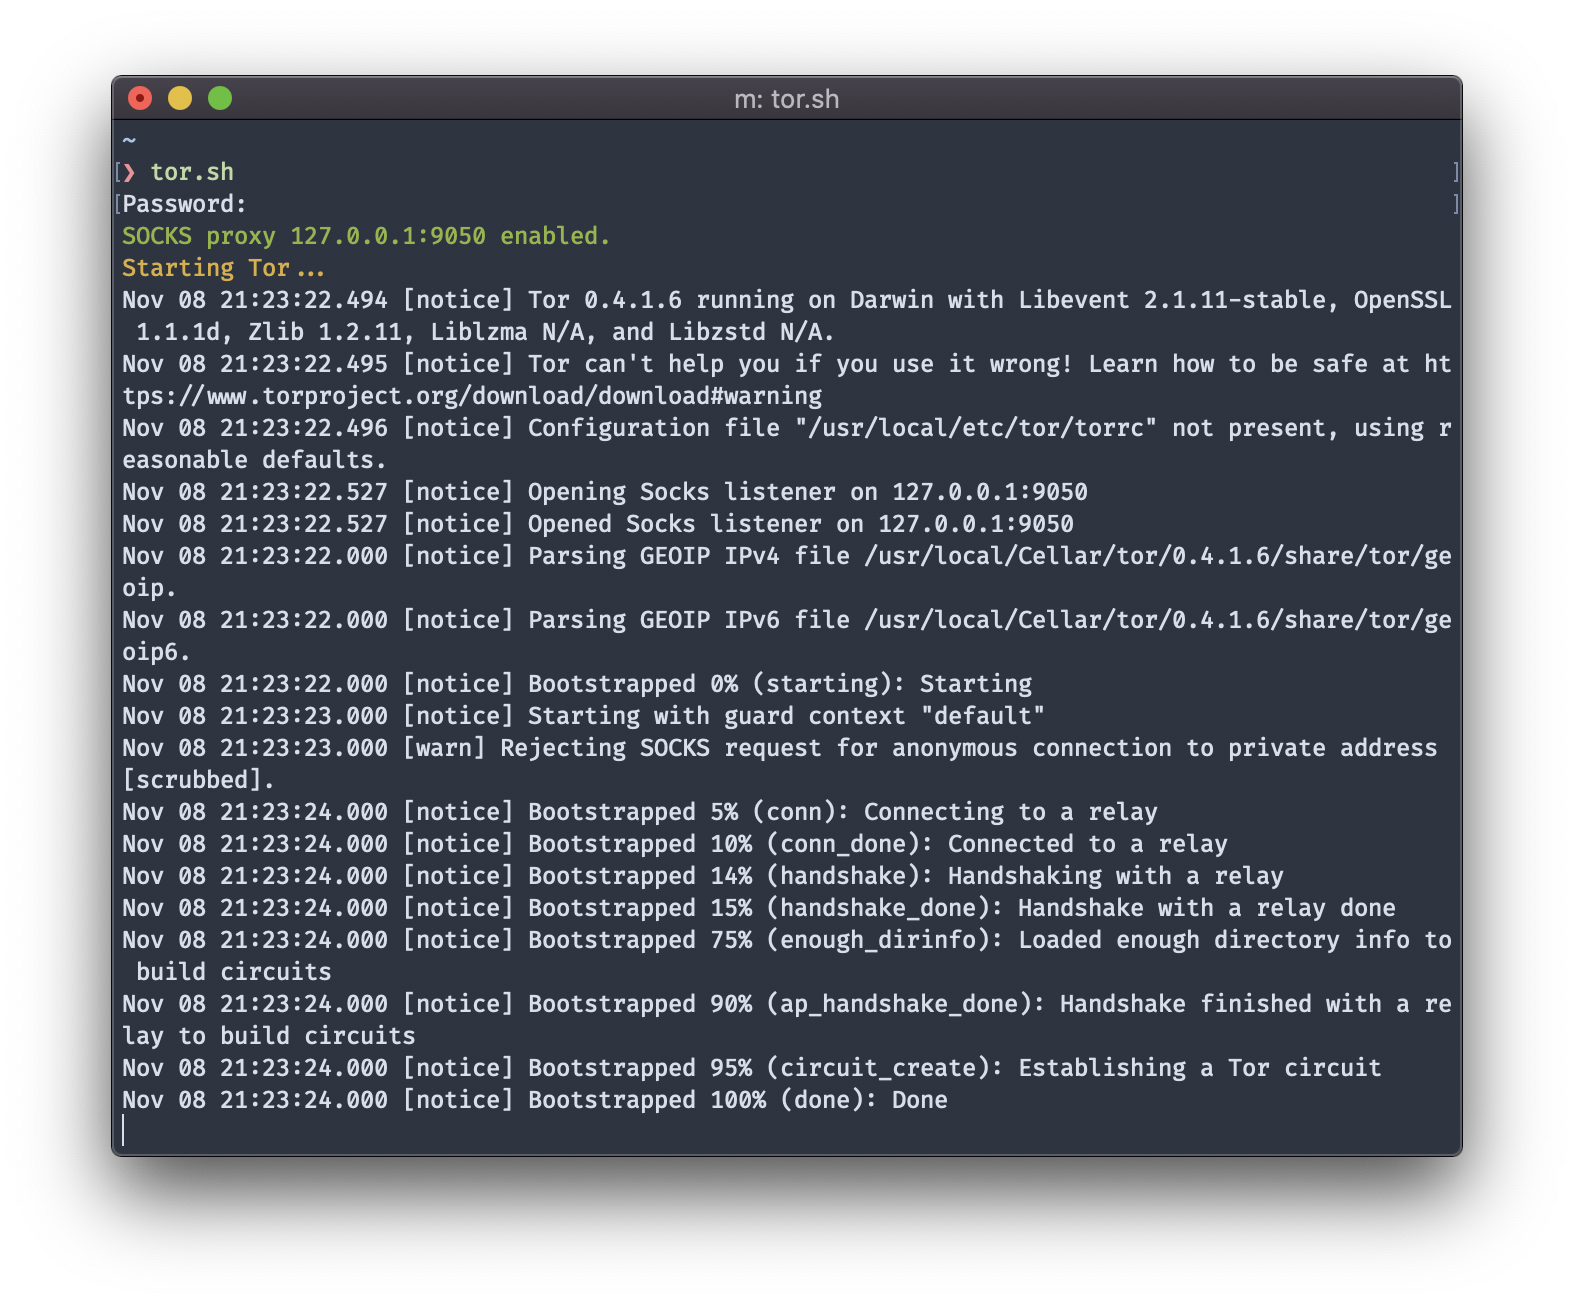 m: tor.sh
~
[❯ tor.sh ]
[Password: ]
SOCKS proxy 127.0.0.1:9050 enabled.
Starting Tor...
Nov 08 21:23:22.494 [notice] Tor 0.4.1.6 running on Darwin with Libevent 2.1.11-stable, OpenSSL
 1.1.1d, Zlib 1.2.11, Liblzma N/A, and Libzstd N/A.
Nov 08 21:23:22.495 [notice] Tor can't help you if you use it wrong! Learn how to be safe at ht
tps://www.torproject.org/download/download#warning
Nov 08 21:23:22.496 [notice] Configuration file "/usr/local/etc/tor/torrc" not present, using r
easonable defaults.
Nov 08 21:23:22.527 [notice] Opening Socks listener on 127.0.0.1:9050
Nov 08 21:23:22.527 [notice] Opened Socks listener on 127.0.0.1:9050
Nov 08 21:23:22.000 [notice] Parsing GEOIP IPv4 file /usr/local/Cellar/tor/0.4.1.6/share/tor/ge
oip.
Nov 08 21:23:22.000 [notice] Parsing GEOIP IPv6 file /usr/local/Cellar/tor/0.4.1.6/share/tor/ge
oip6.
Nov 08 21:23:22.000 [notice] Bootstrapped 0% (starting): Starting
Nov 08 21:23:23.000 [notice] Starting with guard context "default"
Nov 08 21:23:23.000 [warn] Rejecting SOCKS request for anonymous connection to private address
[scrubbed].
Nov 08 21:23:24.000 [notice] Bootstrapped 5% (conn): Connecting to a relay
Nov 08 21:23:24.000 [notice] Bootstrapped 10% (conn_done): Connected to a relay
Nov 08 21:23:24.000 [notice] Bootstrapped 14% (handshake): Handshaking with a relay
Nov 08 21:23:24.000 [notice] Bootstrapped 15% (handshake_done): Handshake with a relay done
Nov 08 21:23:24.000 [notice] Bootstrapped 75% (enough_dirinfo): Loaded enough directory info to
 build circuits
Nov 08 21:23:24.000 [notice] Bootstrapped 90% (ap_handshake_done): Handshake finished with a re
lay to build circuits
Nov 08 21:23:24.000 [notice] Bootstrapped 95% (circuit_create): Establishing a Tor circuit
Nov 08 21:23:24.000 [notice] Bootstrapped 100% (done): Done